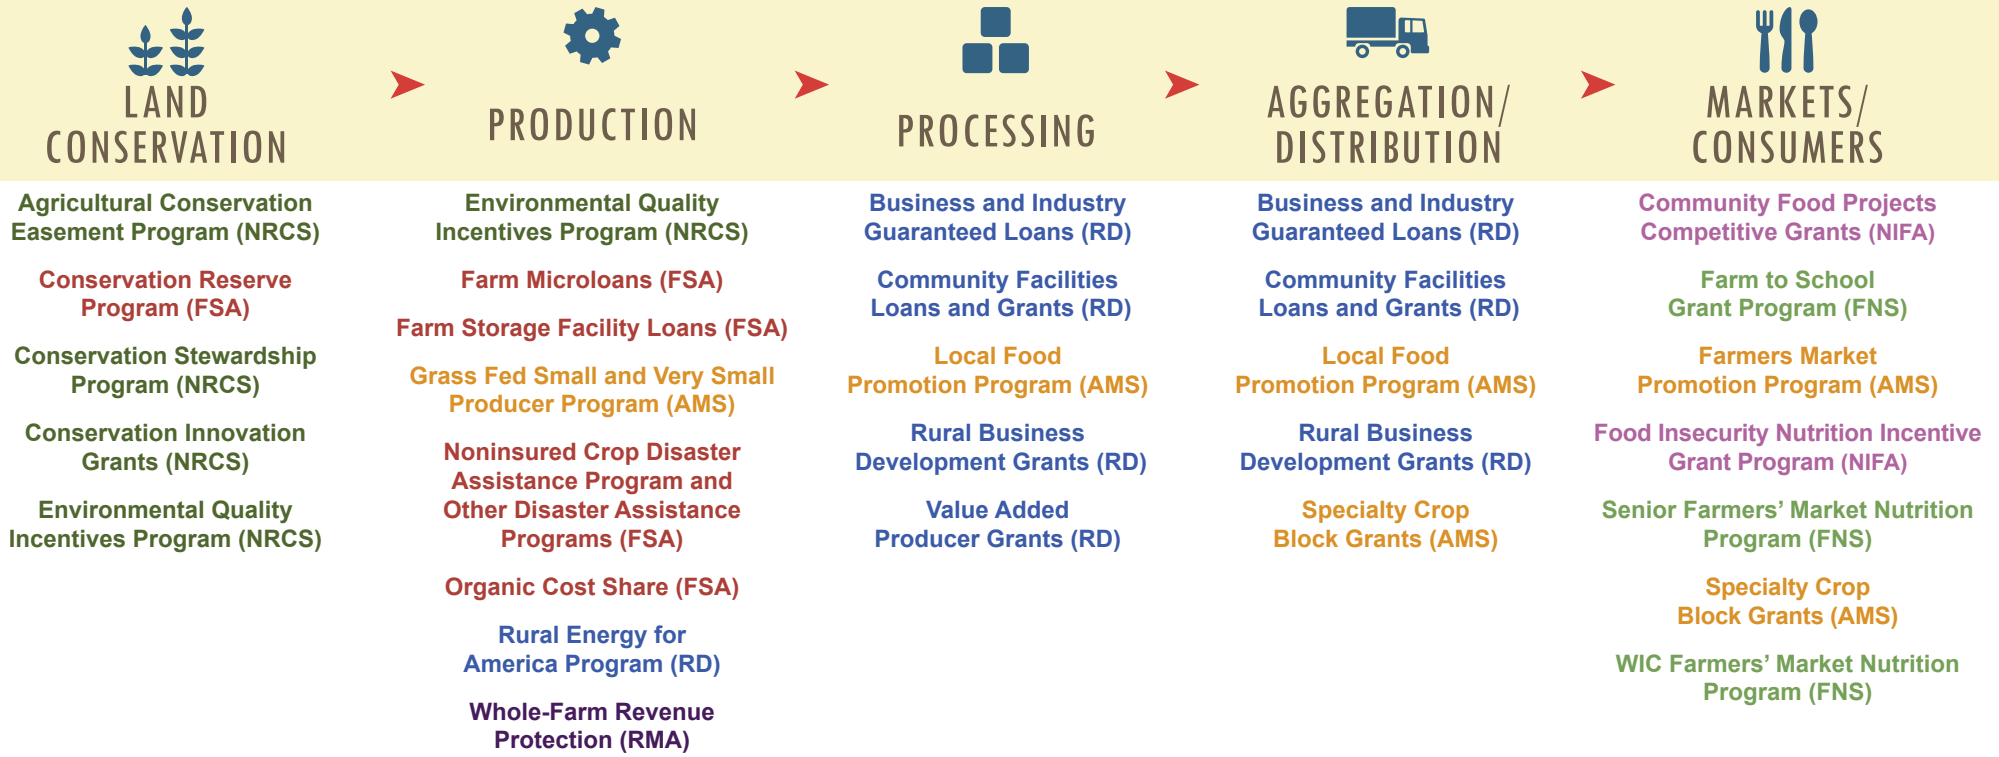 LAND
CONSERVATION
Agricultural Conservation
Easement Program (NRCS)
Conservation Reserve
Program (FSA)
Conservation Stewardship
Program (NRCS)
Conservation Innovation
Grants (NRCS)
Environmental Quality
Incentives Program (NRCS)
PRODUCTION
Environmental Quality
Incentives Program (NRCS)
Farm Microloans (FSA)
Farm Storage Facility Loans (FSA)
Grass Fed Small and Very Small
Producer Program (AMS)
Noninsured Crop Disaster
Assistance Program and
Other Disaster Assistance
Programs (FSA)
Organic Cost Share (FSA)
Rural Energy for
America Program (RD)
Whole-Farm Revenue
Protection (RMA)
PROCESSING
Business and Industry
Guaranteed Loans (RD)
Community Facilities
Loans and Grants (RD)
Local Food
Promotion Program (AMS)
Rural Business
Development Grants (RD)
Value Added
Producer Grants (RD)
AGGREGATION/
DISTRIBUTION
Business and Industry
Guaranteed Loans (RD)
Community Facilities
Loans and Grants (RD)
Local Food
Promotion Program (AMS)
Rural Business
Development Grants (RD)
Specialty Crop
Block Grants (AMS)
MARKETS/
CONSUMERS
Community Food Projects
Competitive Grants (NIFA)
Farm to School
Grant Program (FNS)
Farmers Market
Promotion Program (AMS)
Food Insecurity Nutrition Incentive
Grant Program (NIFA)
Senior Farmers’ Market Nutrition
Program (FNS)
Specialty Crop
Block Grants (AMS)
WIC Farmers’ Market Nutrition
Program (FNS)